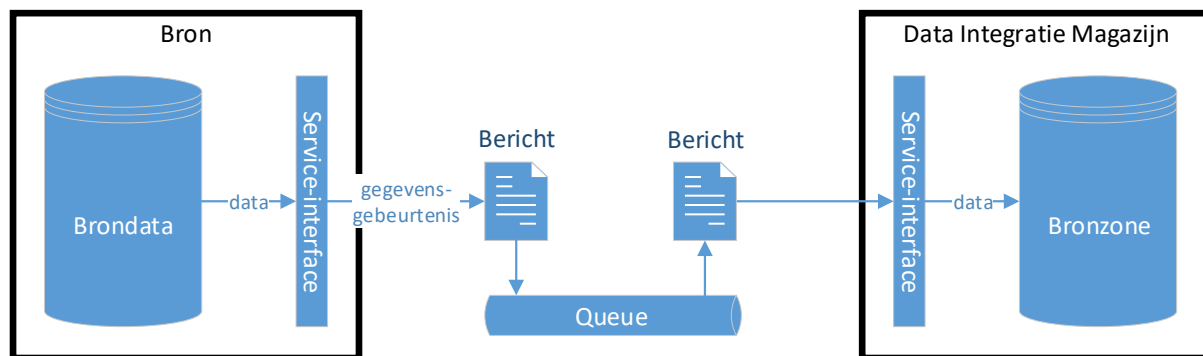 Bron
Data Integratie Magazijn
Brondata
data
Service-interface
gegevens-
gebeurtenis
Bericht
Queue
Bericht
Service-interface
data
Bronzone